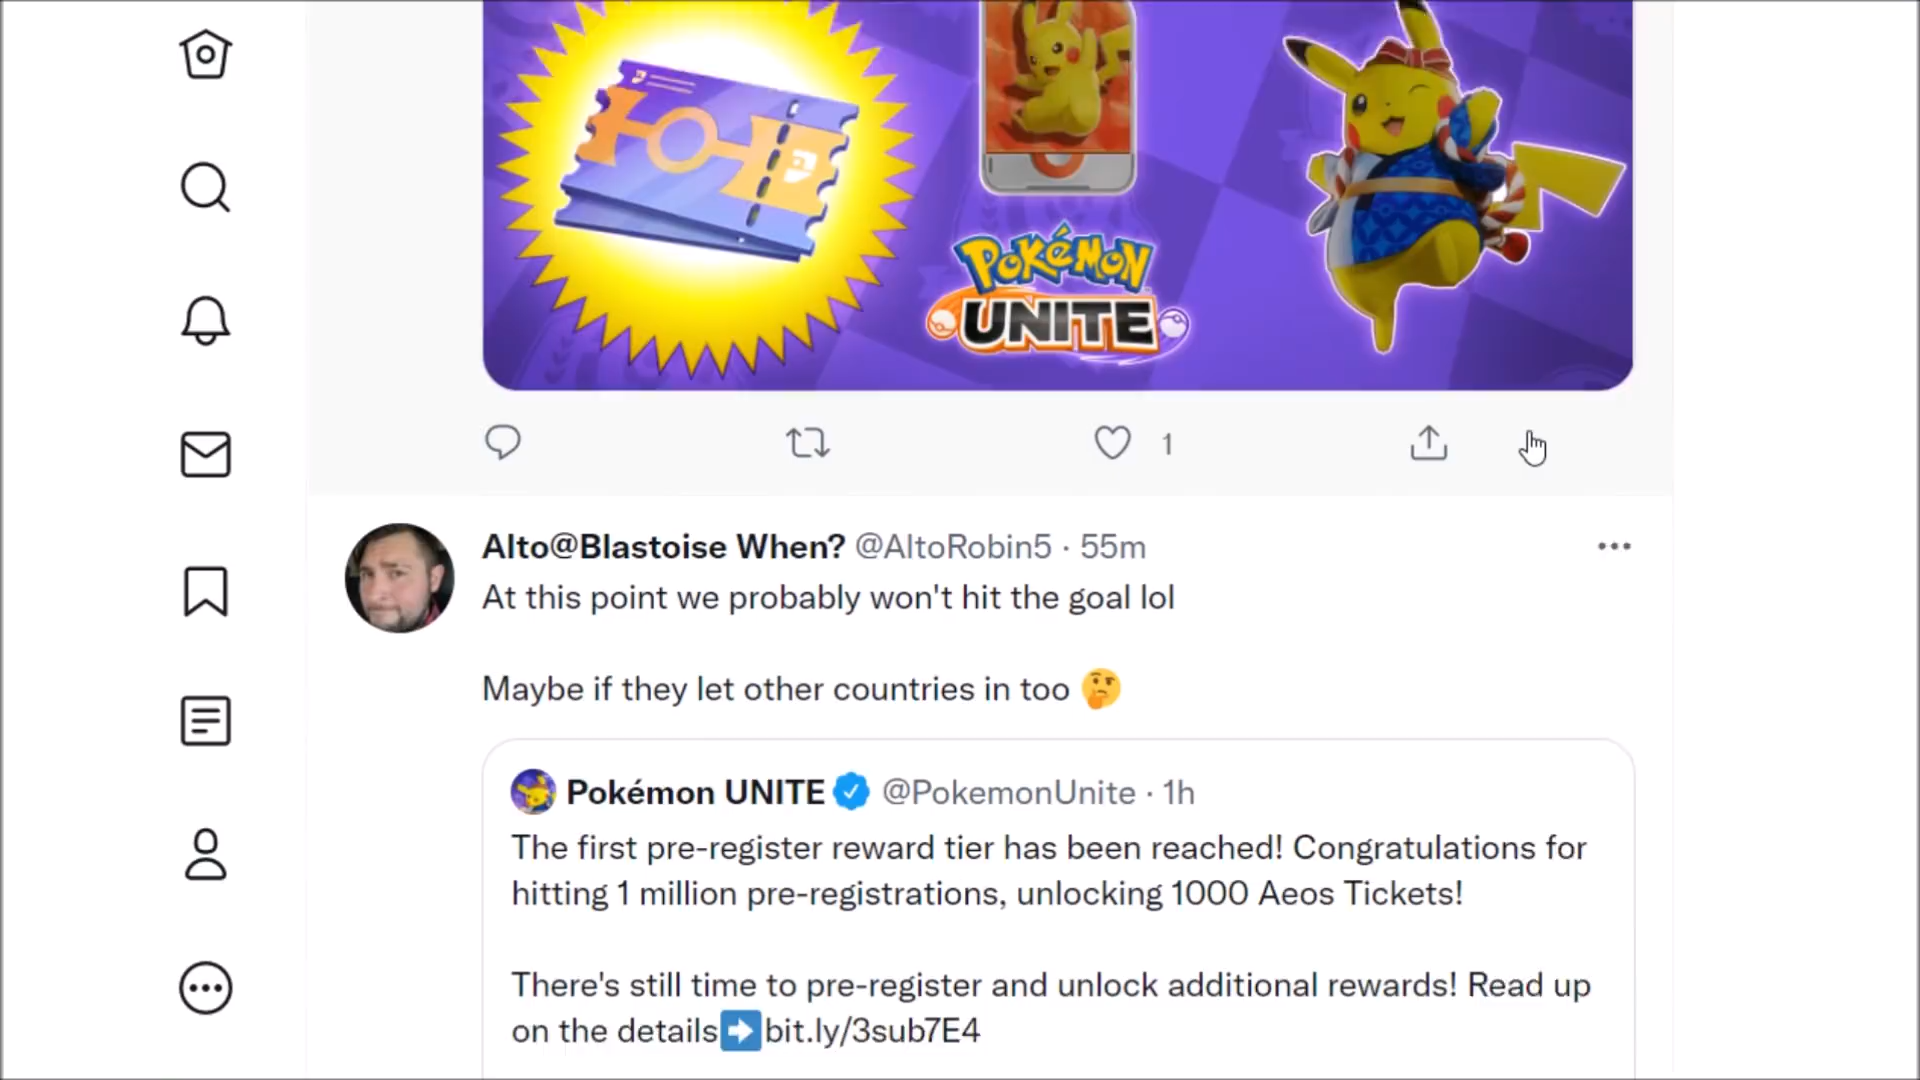 POKéMON
UNITE
1
Alto@Blastoise When? @AltoRobin5 · 55m
At this point we probably won't hit the goal lol
Maybe if they let other countries in too 🤔
Pokémon UNITE @PokemonUnite · 1h
The first pre-register reward tier has been reached! Congratulations for
hitting 1 million pre-registrations, unlocking 1000 Aeos Tickets!
There's still time to pre-register and unlock additional rewards! Read up
on the details➡bit.ly/3sub7E4